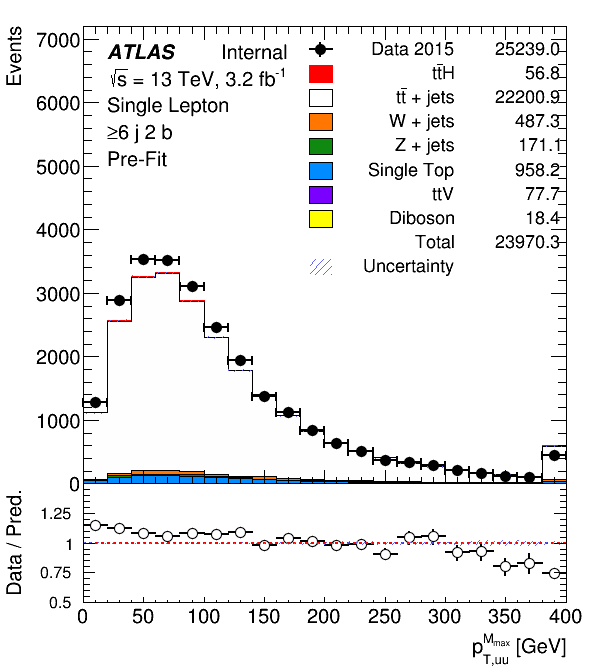 Events
7000
6000
5000
4000
3000
2000
1000
0
ATLAS Internal
√s = 13 TeV, 3.2 fb⁻¹
Single Lepton
≥6 j 2 b
Pre-Fit
Data 2015 25239.0
tt̄H 56.8
tt̄ + jets 22200.9
W + jets 487.3
Z + jets 171.1
Single Top 958.2
ttV 77.7
Diboson 18.4
Total 23970.3
Uncertainty
Data / Pred.
1.25
1
0.75
0.5
0 50 100 150 200 250 300 350 400
p_{T,uu}^{M_{max}} [GeV]